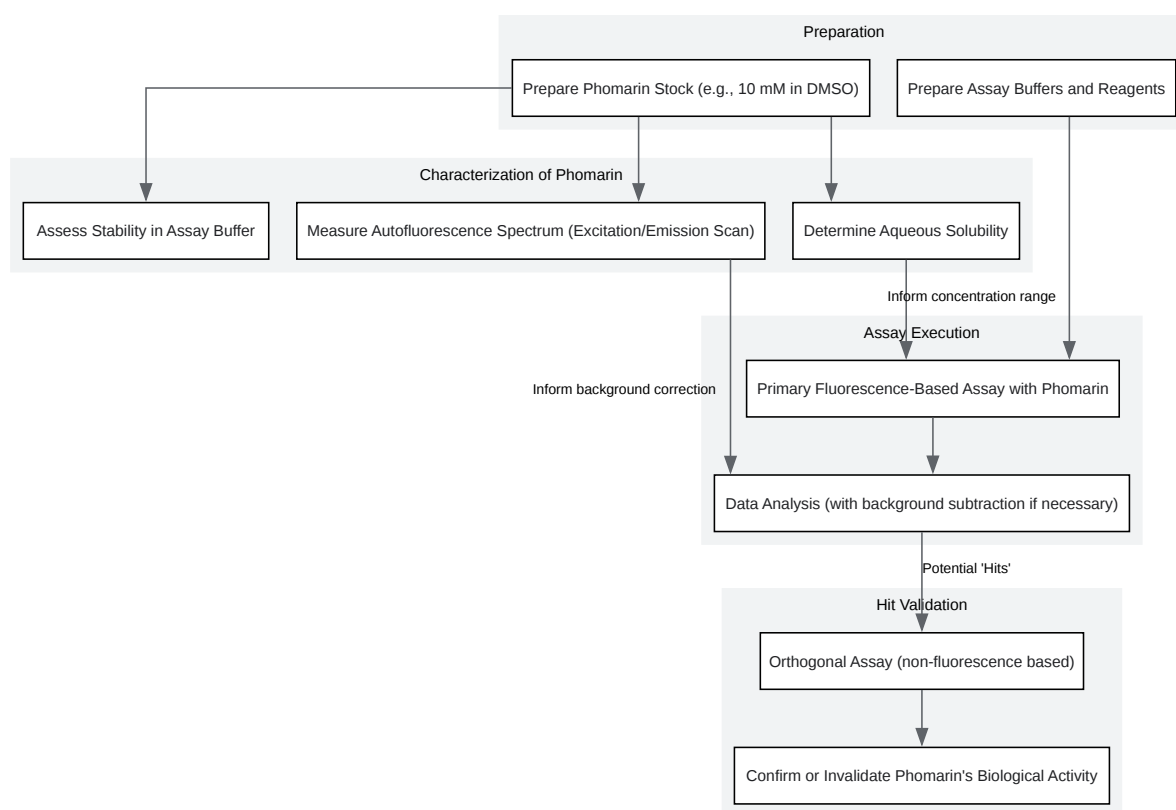 Preparation
Prepare Phomarin Stock (e.g., 10 mM in DMSO)
Prepare Assay Buffers and Reagents
Characterization of Phomarin
Assess Stability in Assay Buffer
Measure Autofluorescence Spectrum (Excitation/Emission Scan)
Determine Aqueous Solubility
Inform concentration range
Assay Execution
Primary Fluorescence-Based Assay with Phomarin
Inform background correction
Data Analysis (with background subtraction if necessary)
Potential 'Hits'
Hit Validation
Orthogonal Assay (non-fluorescence based)
Confirm or Invalidate Phomarin's Biological Activity